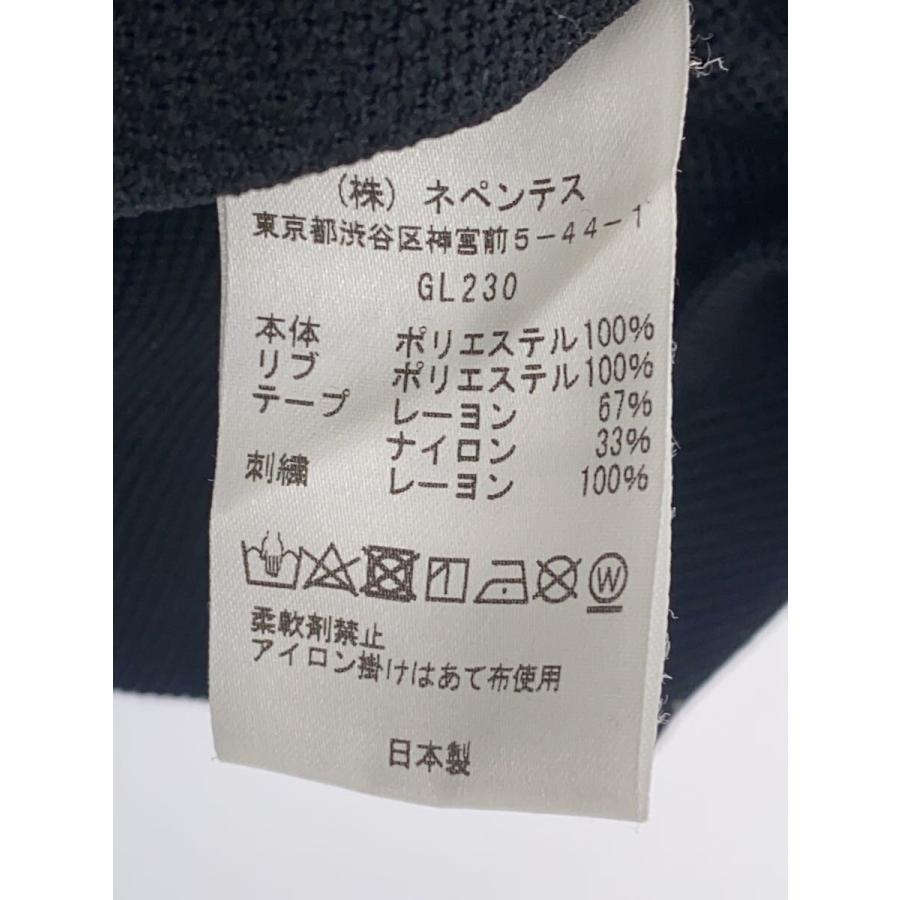 (株) ネペンテス
東京都渋谷区神宮前5-44-1
GL230
本体 ポリエステル100%
リブ ポリエステル100%
テープ レーヨン 67%
ナイロン 33%
刺繍 レーヨン 100%
W
柔軟剤禁止
アイロン掛けはあて布使用
日本製